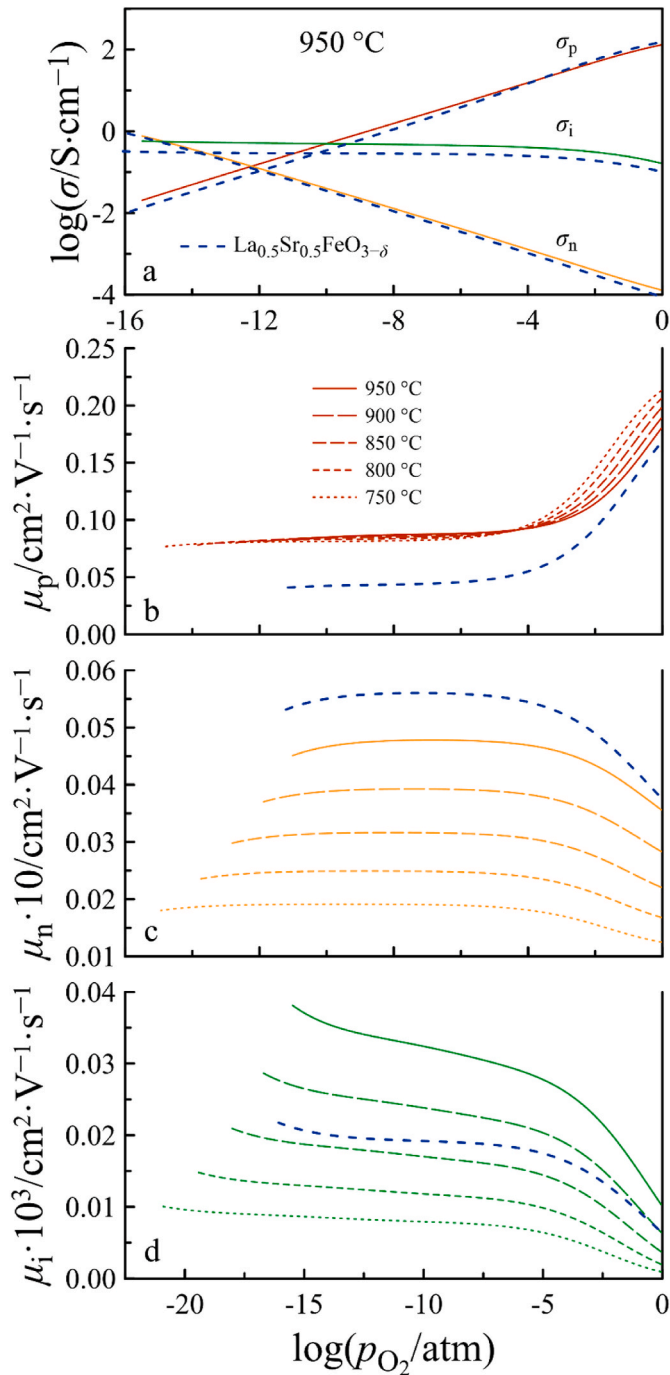 950 °C
log(σ/S·cm⁻¹)
2
0
-2
-4
σp
σi
σn
La0.5Sr0.5FeO3−δ
a
-16 -12 -8 -4 0
μp/cm²·V⁻¹·s⁻¹
0.25
0.20
0.15
0.10
0.05
0.00
950 °C
900 °C
850 °C
800 °C
750 °C
b
μn·10/cm²·V⁻¹·s⁻¹
0.06
0.05
0.04
0.03
0.02
0.01
c
μi·10³/cm²·V⁻¹·s⁻¹
0.04
0.03
0.02
0.01
0.00
d
-20 -15 -10 -5 0
log(pO₂/atm)